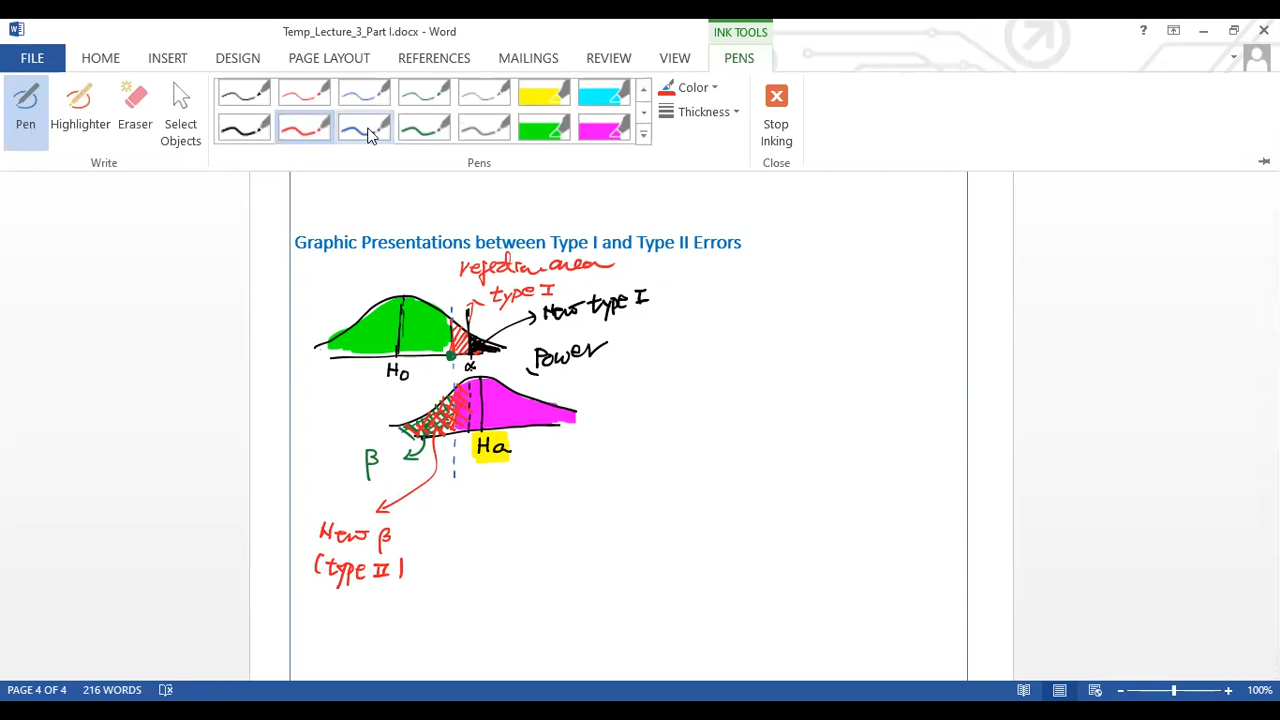 Temp_Lecture_3_Part I.docx - Word
INK TOOLS
?
FILE HOME INSERT DESIGN PAGE LAYOUT REFERENCES MAILINGS REVIEW VIEW PENS
Pen
Highlighter
Eraser
Select Objects
Color
Thickness
Stop Inking
Write
Pens
Close
Graphic Presentations between Type I and Type II Errors
rejection area
type I
New type I
Power
H0
α
Ha
β
New β
(type II)
PAGE 4 OF 4 216 WORDS
100%